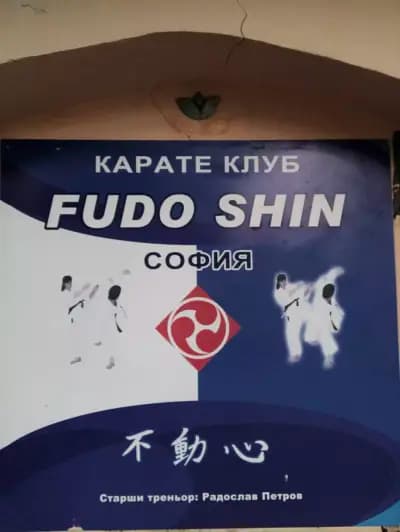 КАРАТЕ КЛУБ
FUDO SHIN
СОФИЯ
不動心
Старши треньор: Радослав Петров